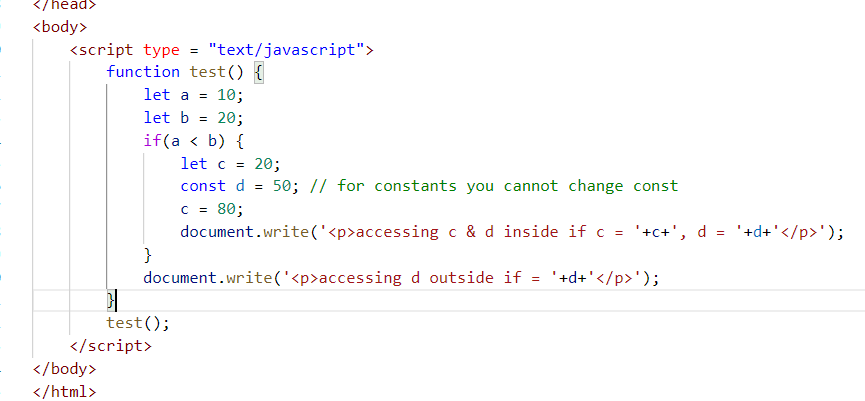 </head>
<body>
<script type = "text/javascript">
function test() {
let a = 10;
let b = 20;
if(a < b) {
let c = 20;
const d = 50; // for constants you cannot change const
c = 80;
document.write('<p>accessing c & d inside if c = '+c+', d = '+d+'</p>');
}
document.write('<p>accessing d outside if = '+d+'</p>');
}
test();
</script>
</body>
</html>